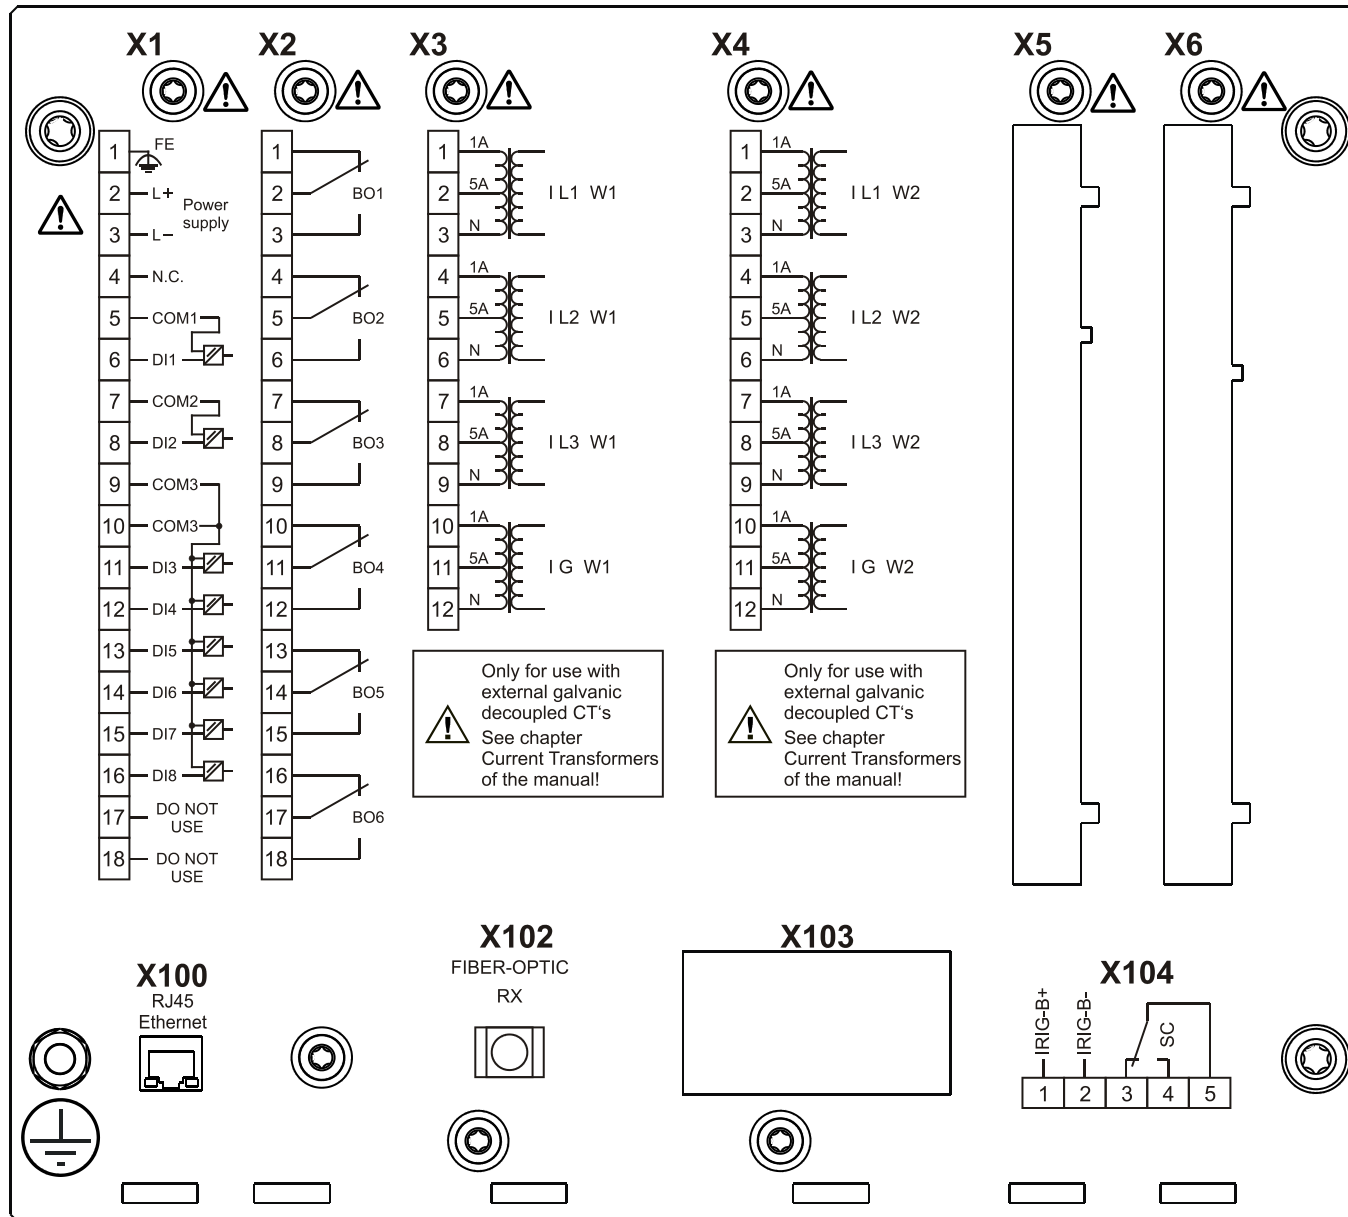 X1
1 FE
2 L+
Power
supply
3 L−
4 N.C.
5 COM1
6 DI1
7 COM2
8 DI2
9 COM3
10 COM3
11 DI3
12 DI4
13 DI5
14 DI6
15 DI7
16 DI8
17 DO NOT
USE
18 DO NOT
USE
X2
1
2 BO1
3
4
5 BO2
6
7
8 BO3
9
10
11 BO4
12
13
14 BO5
15
16
17 BO6
18
X3
1 1A
2 5A I L1 W1
3 N
4 1A
5 5A I L2 W1
6 N
7 1A
8 5A I L3 W1
9 N
10 1A
11 5A I G W1
12 N
Only for use with
external galvanic
decoupled CT‘s
See chapter
Current Transformers
of the manual!
X4
1 1A
2 5A I L1 W2
3 N
4 1A
5 5A I L2 W2
6 N
7 1A
8 5A I L3 W2
9 N
10 1A
11 5A I G W2
12 N
Only for use with
external galvanic
decoupled CT‘s
See chapter
Current Transformers
of the manual!
X5
X6
X100
RJ45
Ethernet
X102
FIBER-OPTIC
RX
X103
X104
IRIG-B+
IRIG-B-
SC
1 2 3 4 5